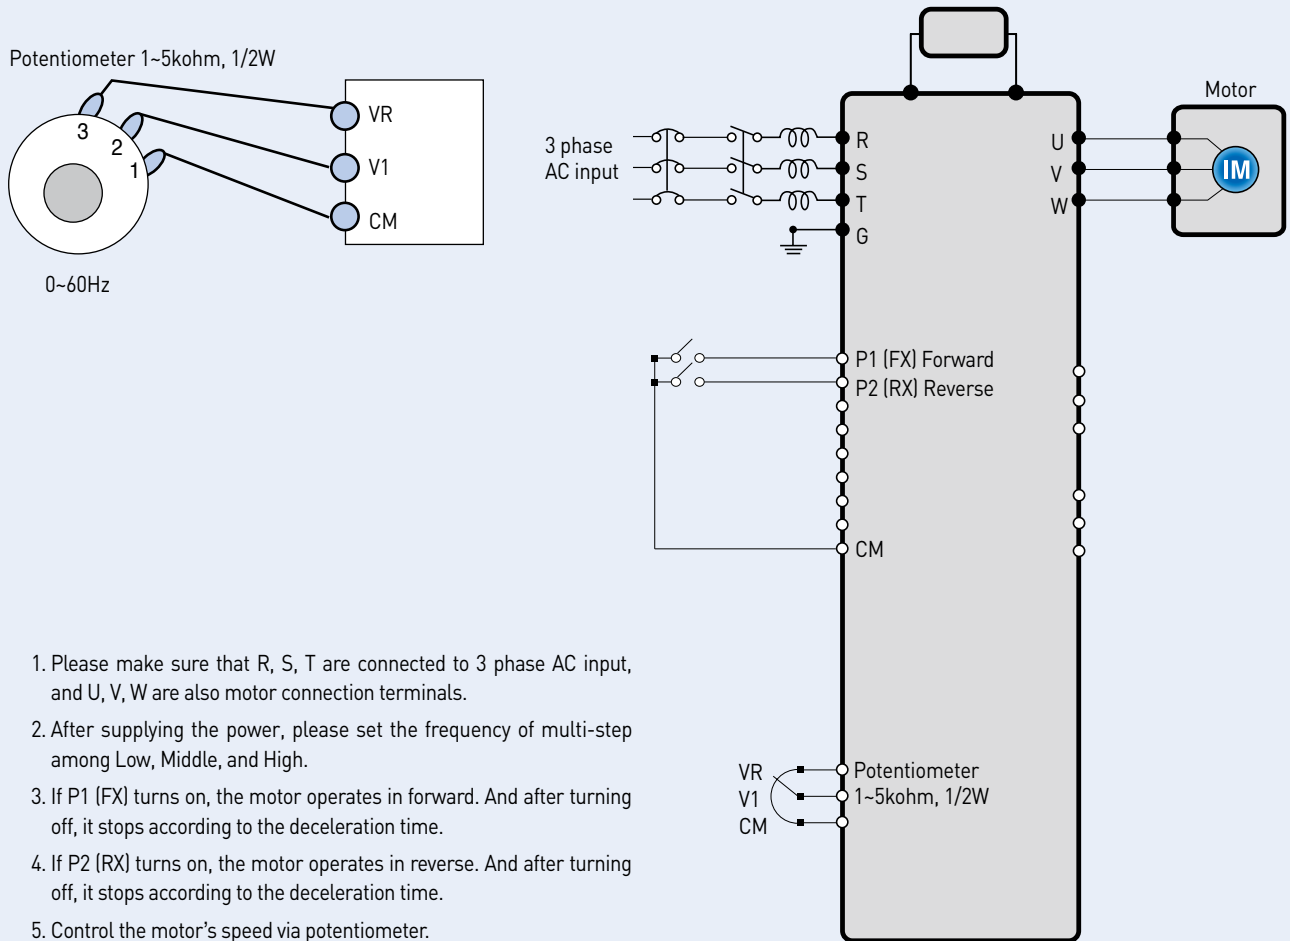 Potentiometer 1~5kohm, 1/2W
3
2
1
VR
V1
CM
0~60Hz
3 phase
AC input
R
S
T
G
U
V
W
Motor
IM
P1 (FX) Forward
P2 (RX) Reverse
CM
VR
V1
CM
Potentiometer
1~5kohm, 1/2W
1. Please make sure that R, S, T are connected to 3 phase AC input,
and U, V, W are also motor connection terminals.
2. After supplying the power, please set the frequency of multi-step
among Low, Middle, and High.
3. If P1 (FX) turns on, the motor operates in forward. And after turning
off, it stops according to the deceleration time.
4. If P2 (RX) turns on, the motor operates in reverse. And after turning
off, it stops according to the deceleration time.
5. Control the motor’s speed via potentiometer.